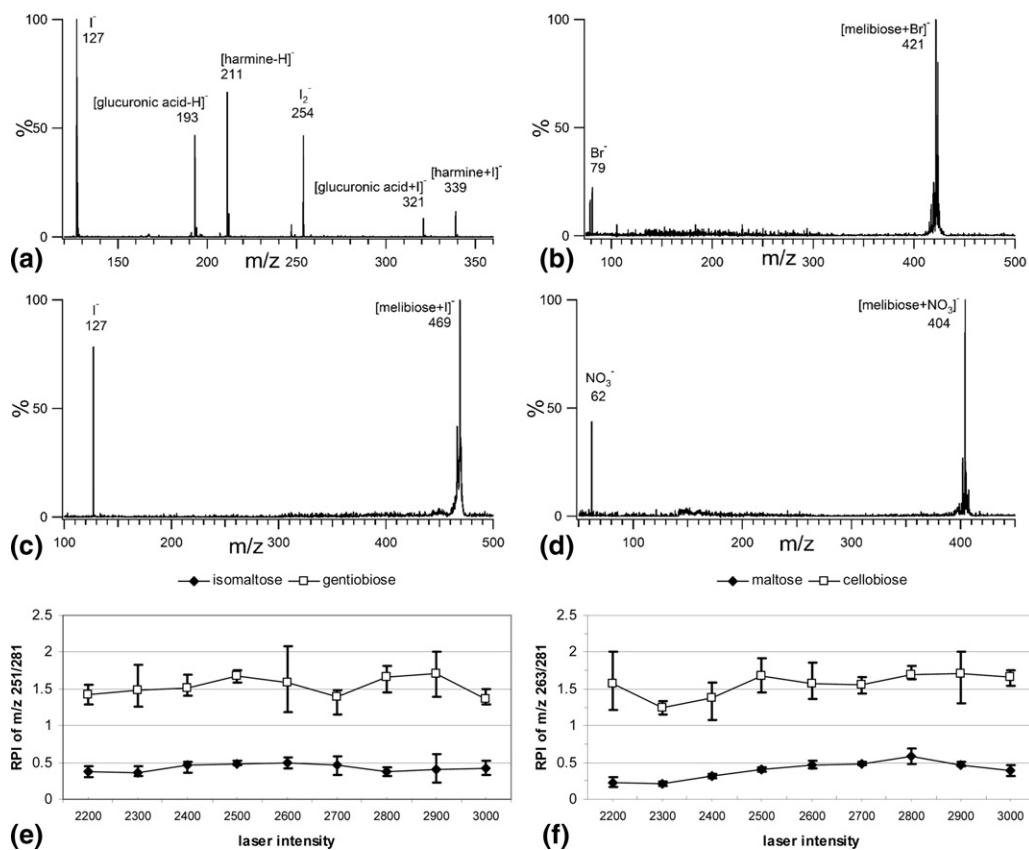 100
I-
127
[harmine-H]-
211
I2-
254
[glucuronic acid-H]-
193
50
%
[glucuronic acid+I]-
321
[harmine+I]-
339
0
150 200 250 300 350
m/z
(a)
100
[melibiose+Br]-
421
50
%
Br-
79
0
100 200 300 400 500
m/z
(b)
100
[melibiose+I]-
469
I-
127
50
%
0
100 200 300 400 500
m/z
(c)
100
[melibiose+NO3]-
404
50
%
NO3-
62
0
100 200 300 400
m/z
(d)
isomaltose gentiobiose
RPI of m/z 251/281
2.5
2
1.5
1
0.5
0
2200 2300 2400 2500 2600 2700 2800 2900 3000
laser intensity
(e)
maltose cellobiose
RPI of m/z 263/281
2.5
2
1.5
1
0.5
0
2200 2300 2400 2500 2600 2700 2800 2900 3000
laser intensity
(f)